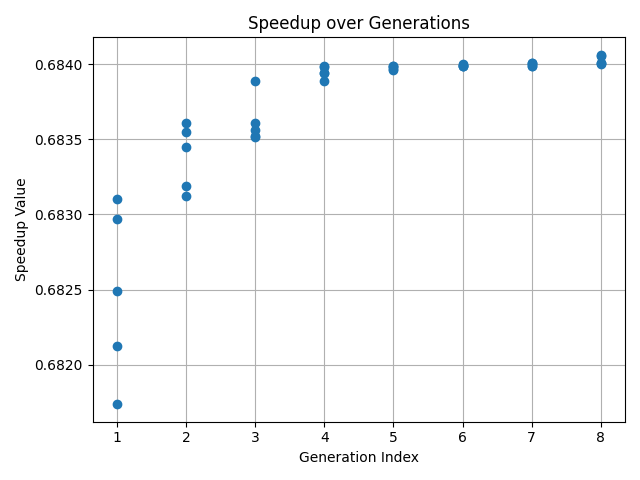 Speedup over Generations
0.6840
0.6835
0.6830
0.6825
0.6820
Speedup Value
1 2 3 4 5 6 7 8
Generation Index